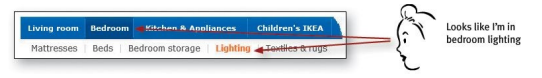 Living room Bedroom Kitchen & Appliances Children's IKEA
Mattresses Beds Bedroom storage Lighting Textiles & rugs
Looks like I'm in
bedroom lighting